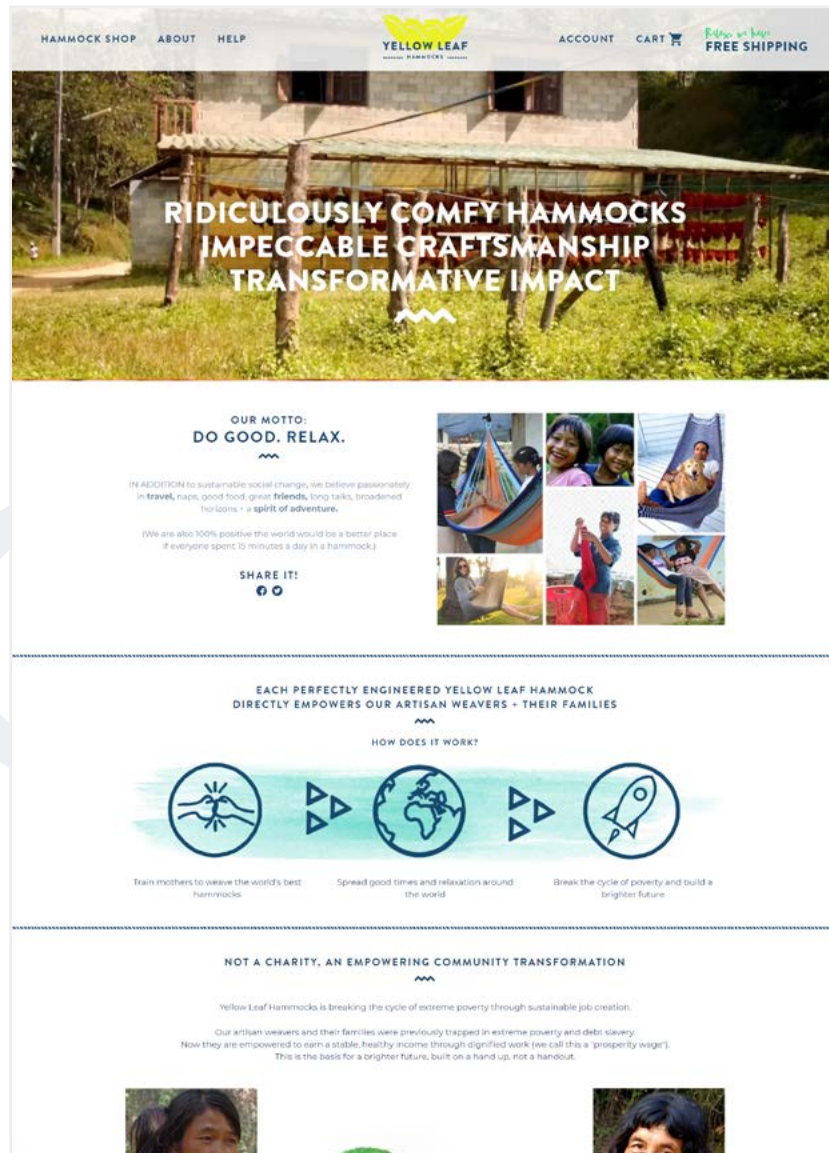 HAMMOCK SHOP ABOUT HELP
YELLOW LEAF
HAMMOCKS
ACCOUNT CART
Relax, we have
FREE SHIPPING
RIDICULOUSLY COMFY HAMMOCKS
IMPECCABLE CRAFTSMANSHIP
TRANSFORMATIVE IMPACT
OUR MOTTO:
DO GOOD. RELAX.
IN ADDITION to sustainable social change, we believe passionately
in travel, naps, good food, great friends, long talks, broadened
horizons + a spirit of adventure.
(We are also 100% positive the world would be a better place
if everyone spent 15 minutes a day in a hammock.)
SHARE IT!
EACH PERFECTLY ENGINEERED YELLOW LEAF HAMMOCK
DIRECTLY EMPOWERS OUR ARTISAN WEAVERS + THEIR FAMILIES
HOW DOES IT WORK?
Train mothers to weave the world's best
hammocks
Spread good times and relaxation around
the world
Break the cycle of poverty and build a
brighter future
NOT A CHARITY, AN EMPOWERING COMMUNITY TRANSFORMATION
Yellow Leaf Hammocks is breaking the cycle of extreme poverty through sustainable job creation.
Our artisan weavers and their families were previously trapped in extreme poverty and debt slavery.
Now they are empowered to earn a stable, healthy income through dignified work (we call this a "prosperity wage").
This is the basis for a brighter future, built on a hand up, not a handout.